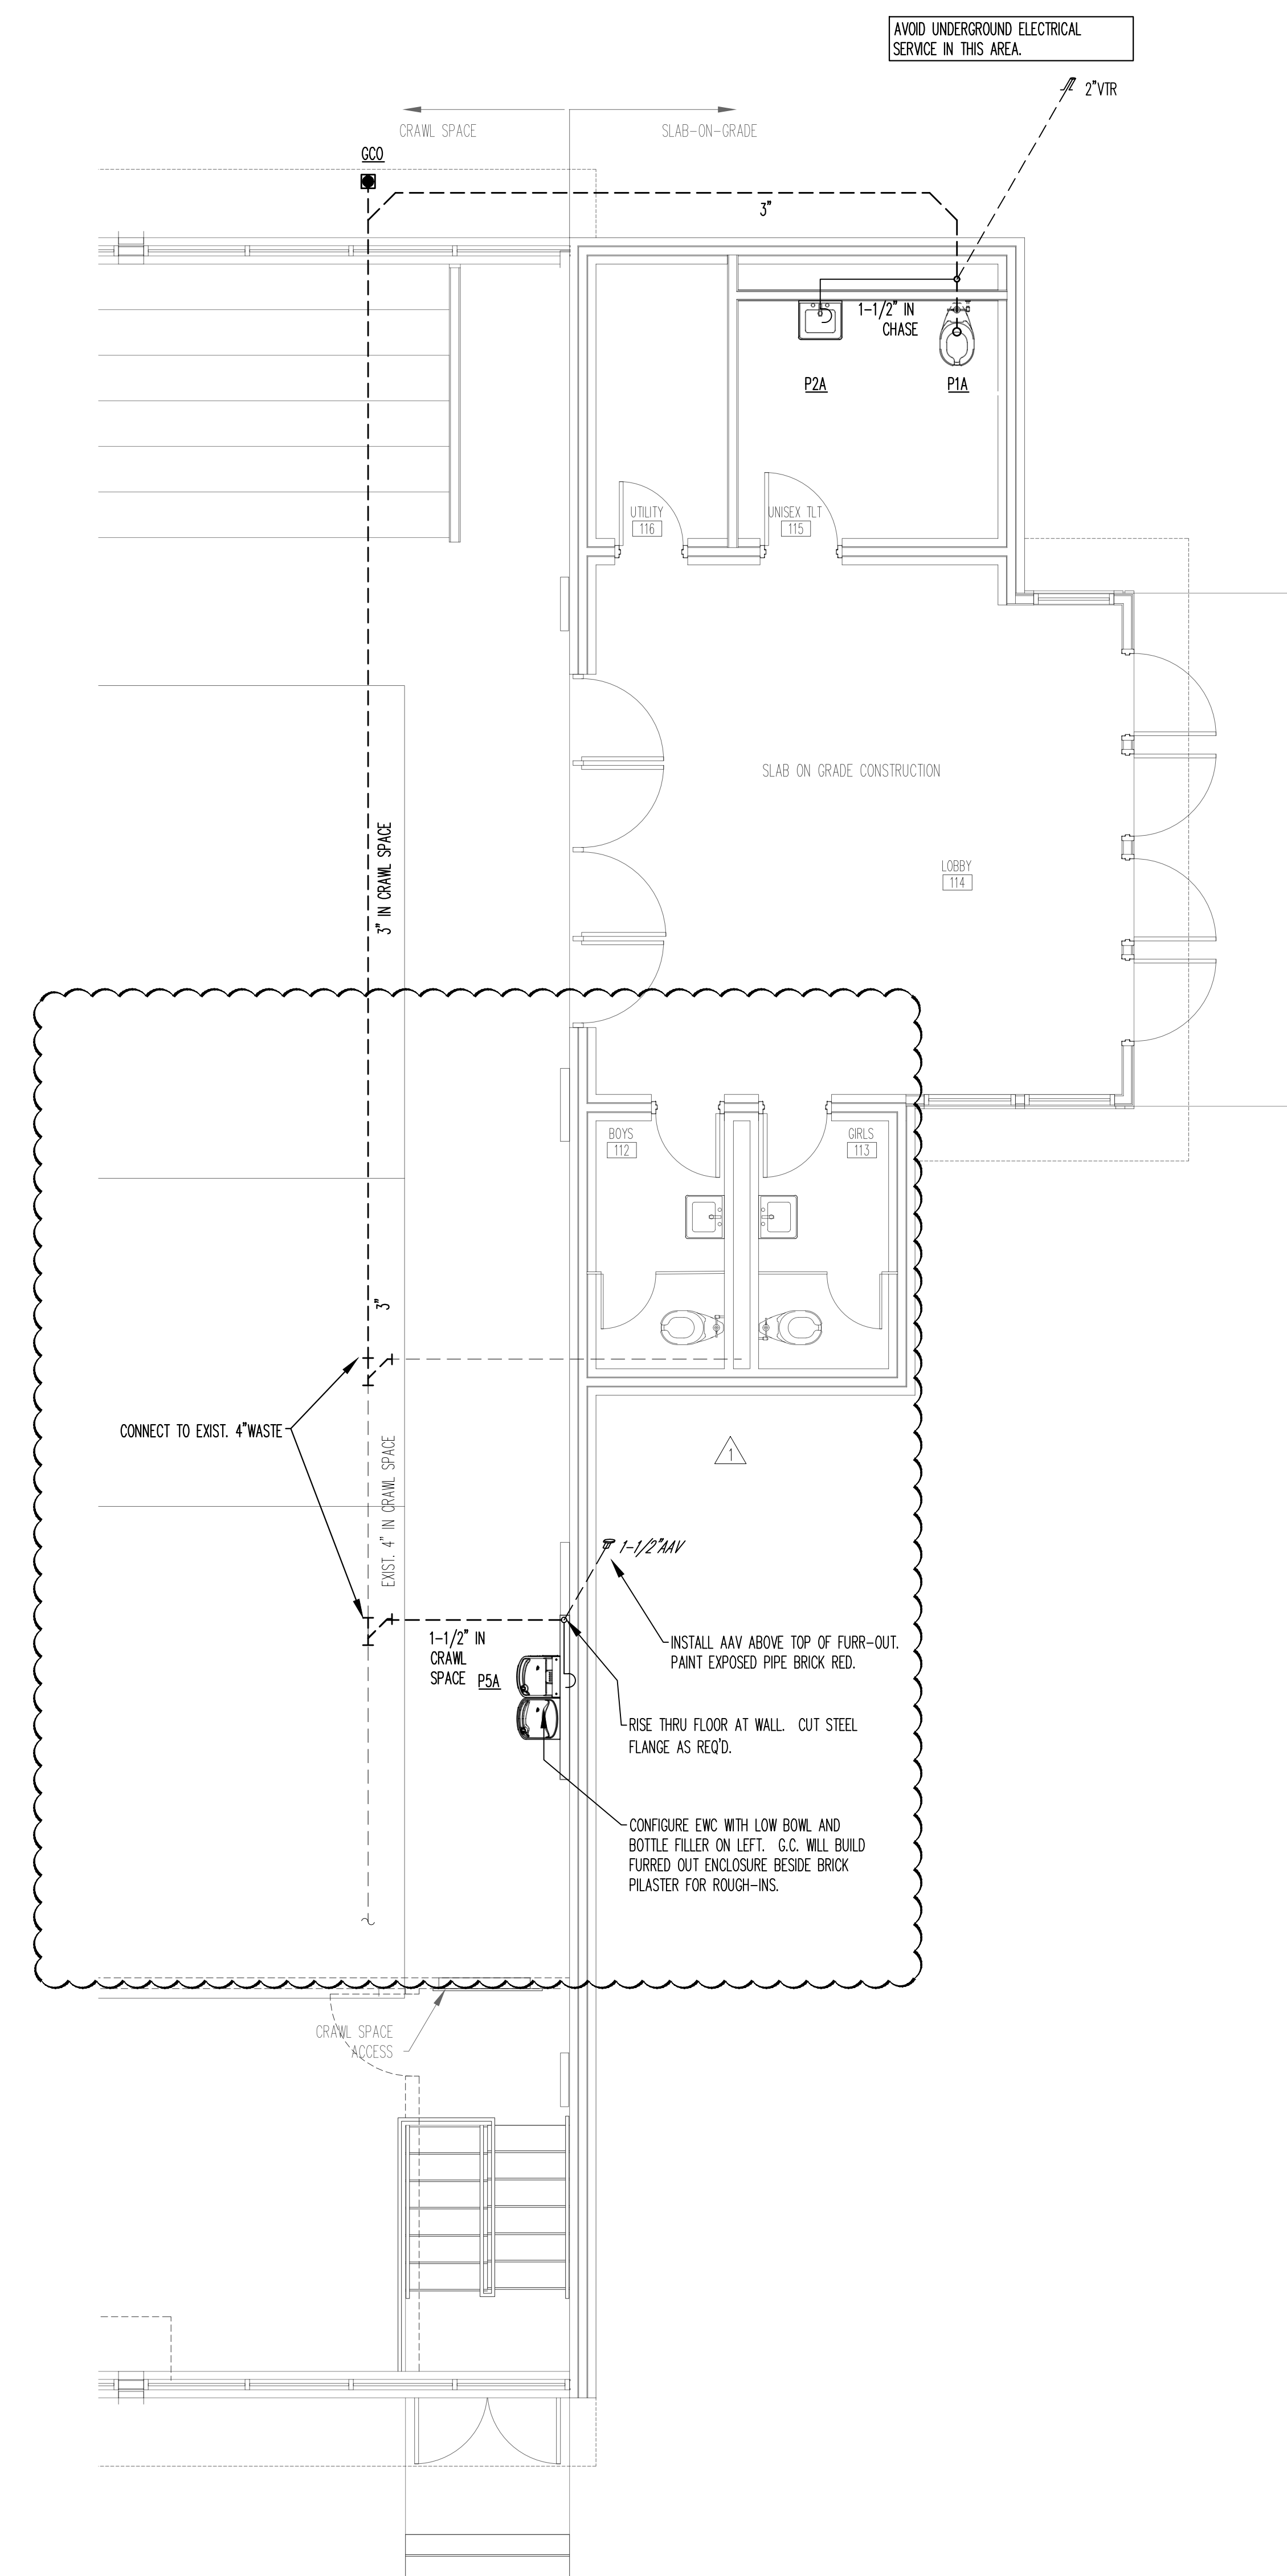 AVOID UNDERGROUND ELECTRICAL
SERVICE IN THIS AREA.
2"VTR
CRAWL SPACE
SLAB-ON-GRADE
GCO
3"
1-1/2" IN
CHASE
P2A
P1A
UTILITY
116
UNISEX TLT
115
SLAB ON GRADE CONSTRUCTION
3" IN CRAWL SPACE
LOBBY
114
BOYS
112
GIRLS
113
3"
CONNECT TO EXIST. 4"WASTE
EXIST. 4" IN CRAWL SPACE
1
1-1/2"AAV
1-1/2" IN
CRAWL
SPACE
P5A
INSTALL AAV ABOVE TOP OF FURR-OUT.
PAINT EXPOSED PIPE BRICK RED.
RISE THRU FLOOR AT WALL. CUT STEEL
FLANGE AS REQ'D.
CONFIGURE EWC WITH LOW BOWL AND
BOTTLE FILLER ON LEFT. G.C. WILL BUILD
FURRED OUT ENCLOSURE BESIDE BRICK
PILASTER FOR ROUGH-INS.
CRAWL SPACE
ACCESS